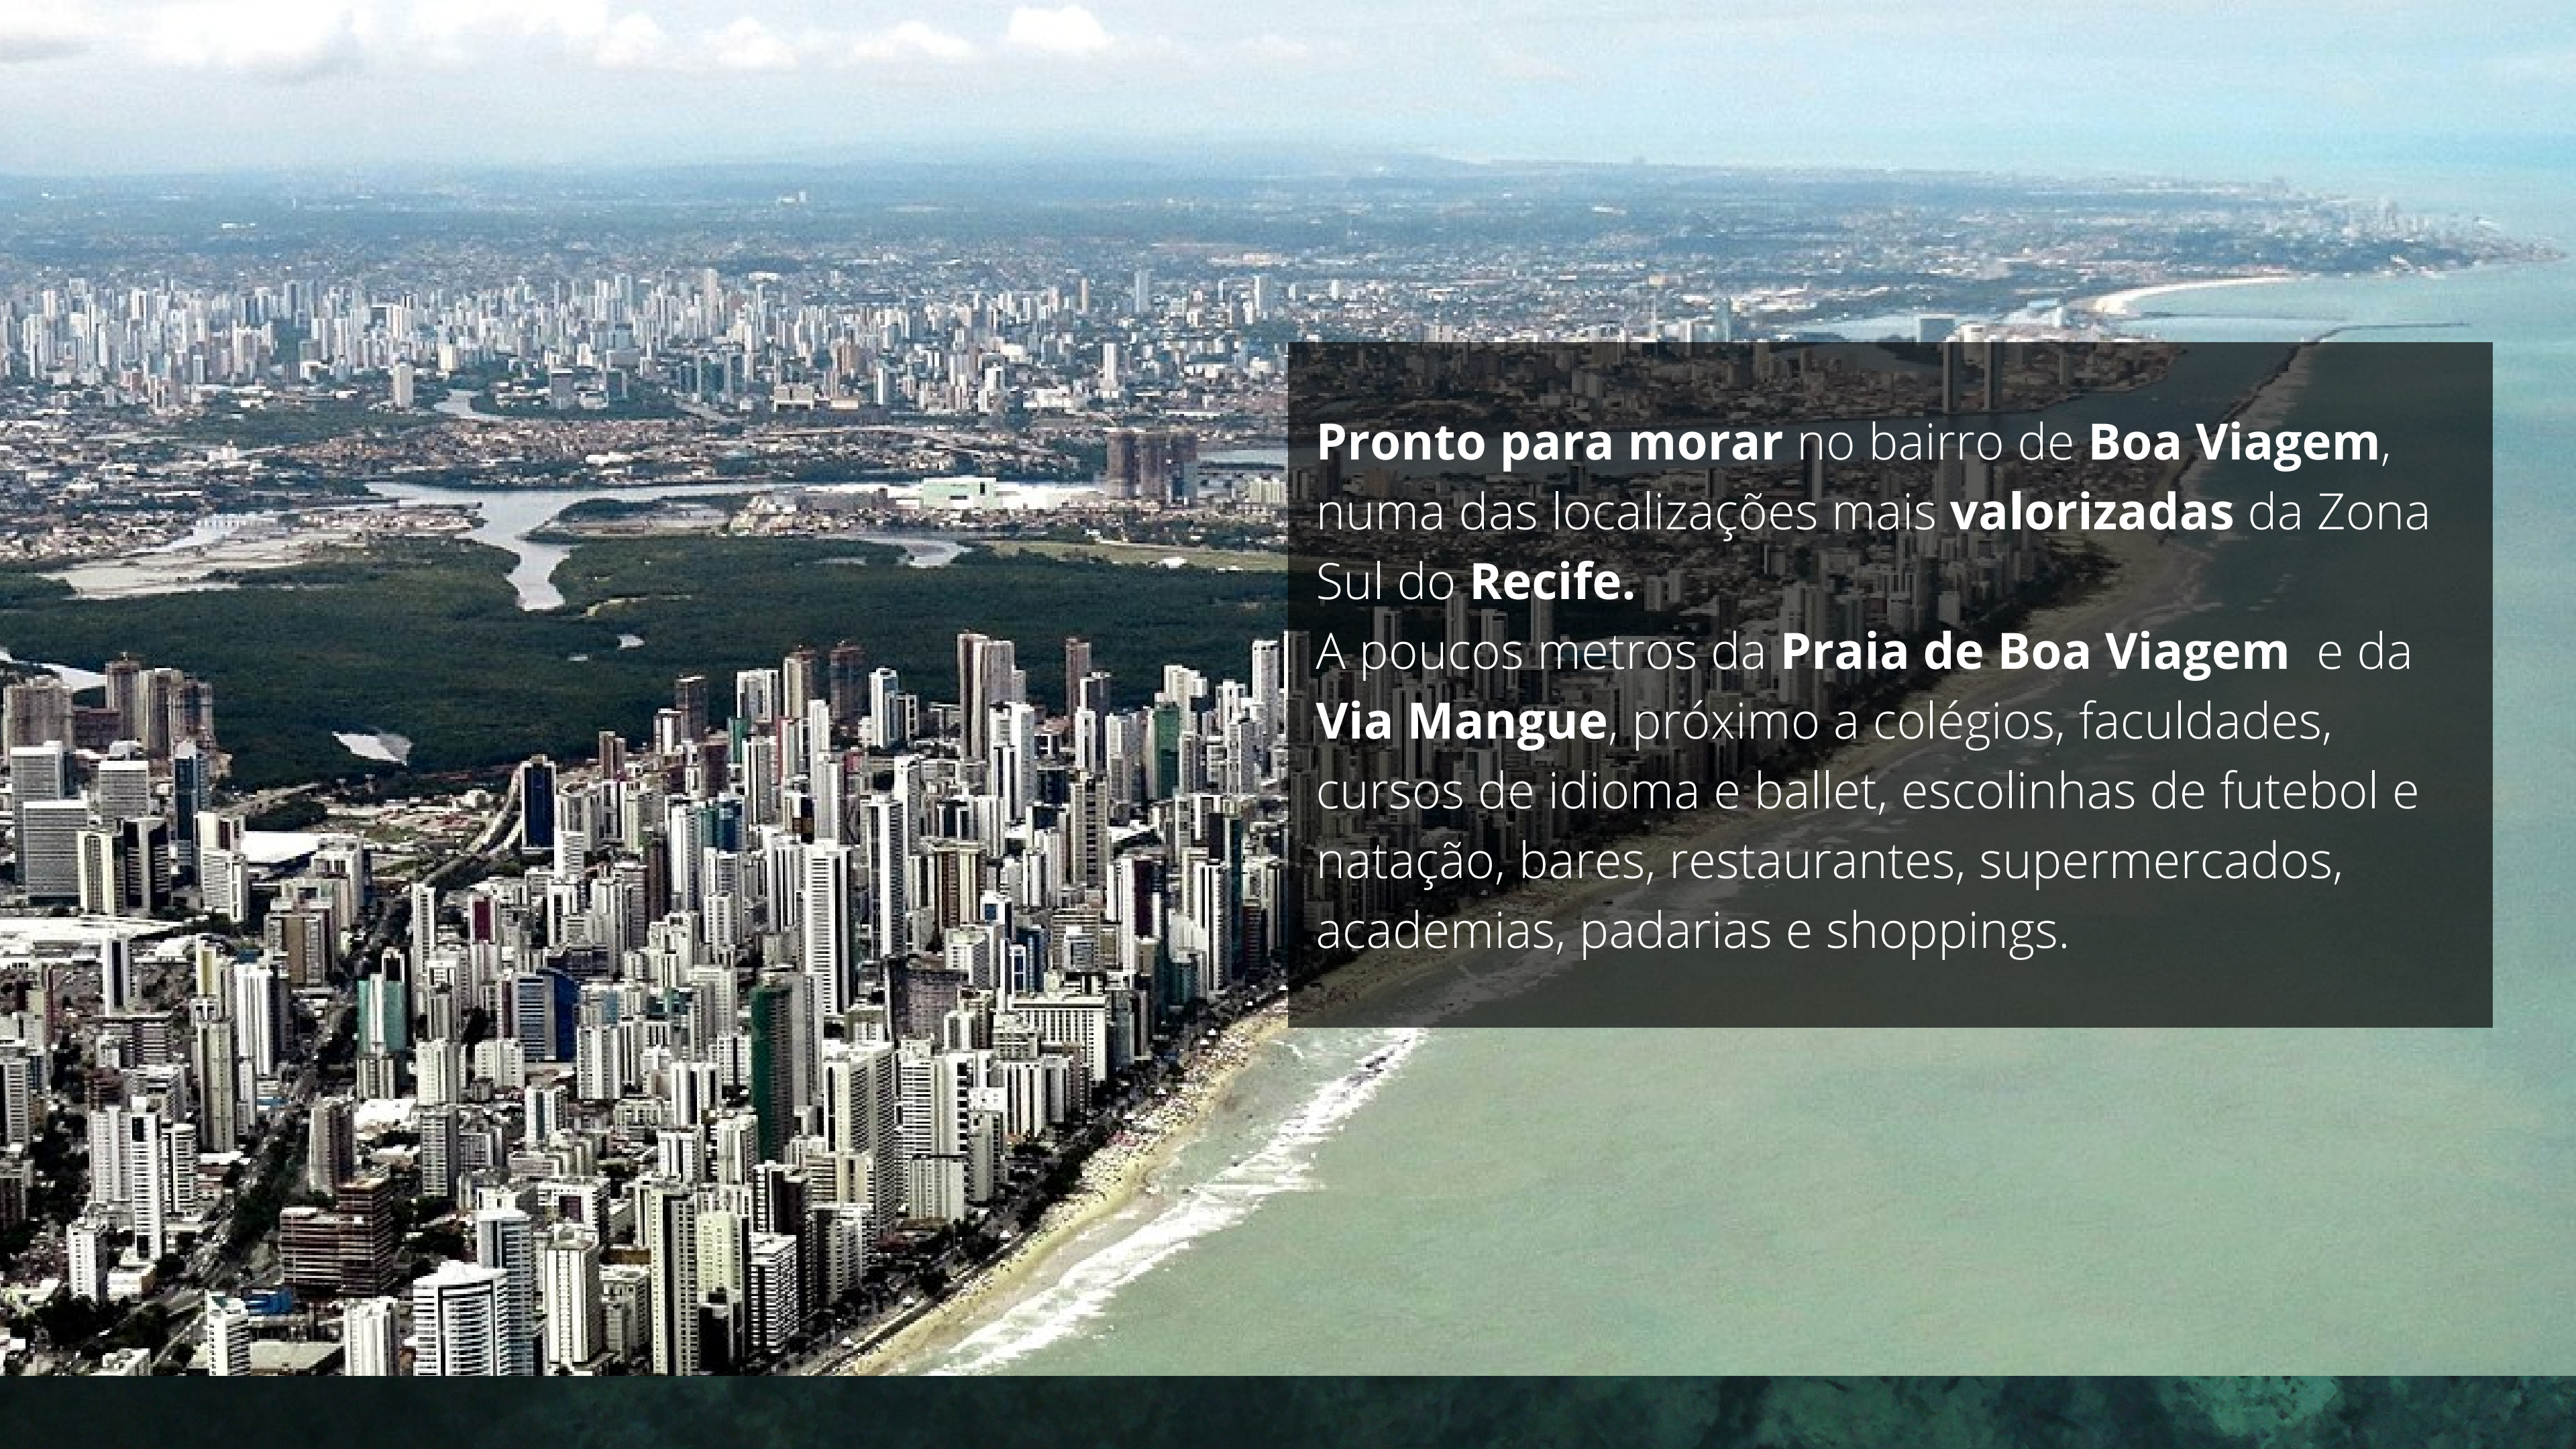 Pronto para morar no bairro de Boa Viagem,
numa das localizações mais valorizadas da Zona
Sul do Recife.
A poucos metros da Praia de Boa Viagem  e da
Via Mangue, próximo a colégios, faculdades,
cursos de idioma e ballet, escolinhas de futebol e
natação, bares, restaurantes, supermercados,
academias, padarias e shoppings.